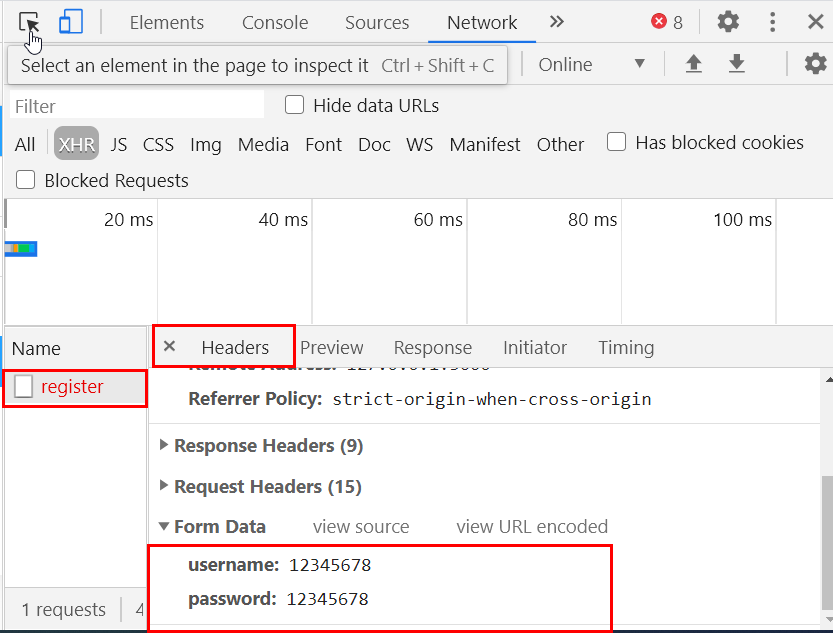 Elements Console Sources Network » 8
Select an element in the page to inspect it Ctrl + Shift + C Online
Filter Hide data URLs
All XHR JS CSS Img Media Font Doc WS Manifest Other Has blocked cookies
Blocked Requests
20 ms 40 ms 60 ms 80 ms 100 ms
Name
register
1 requests 4
× Headers Preview Response Initiator Timing
Referrer Policy: strict-origin-when-cross-origin
Response Headers (9)
Request Headers (15)
Form Data view source view URL encoded
username: 12345678
password: 12345678